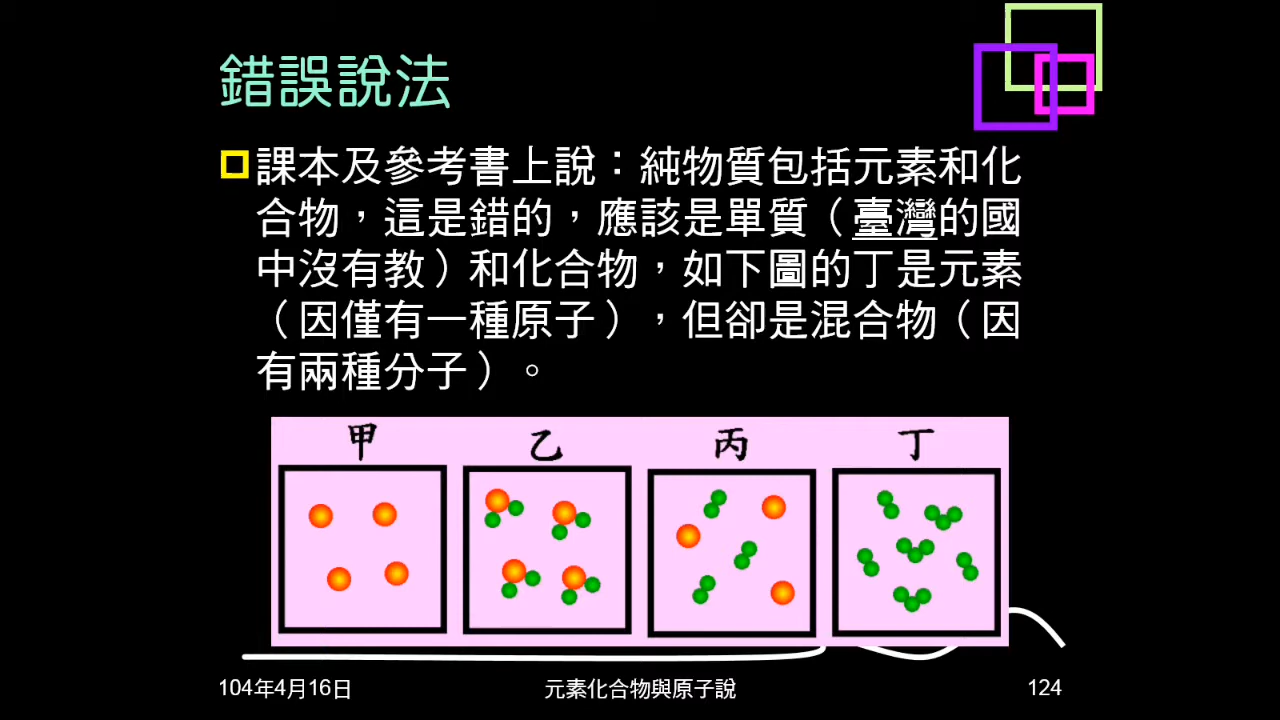 錯誤說法
課本及參考書上說：純物質包括元素和化
合物，這是錯的，應該是單質（臺灣的國
中沒有教）和化合物，如下圖的丁是元素
（因僅有一種原子），但卻是混合物（因
有兩種分子）。
甲 乙 丙 丁
104年4月16日 元素化合物與原子說 124